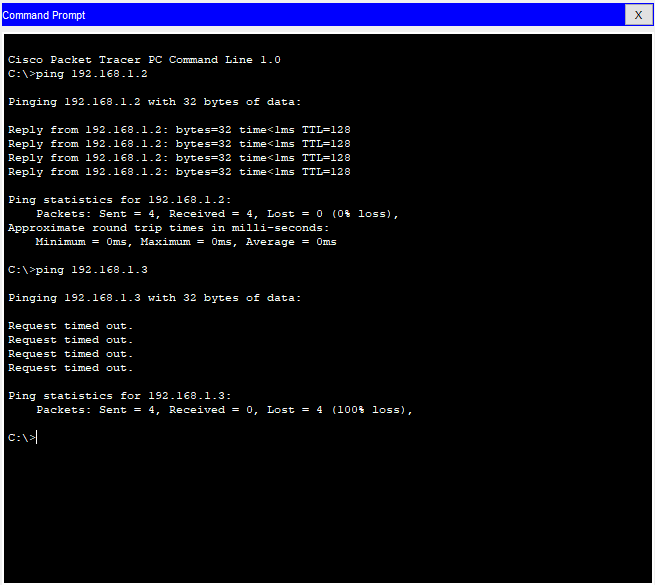 Command Prompt
X
Cisco Packet Tracer PC Command Line 1.0
C:\>ping 192.168.1.2
Pinging 192.168.1.2 with 32 bytes of data:
Reply from 192.168.1.2: bytes=32 time<1ms TTL=128
Reply from 192.168.1.2: bytes=32 time<1ms TTL=128
Reply from 192.168.1.2: bytes=32 time<1ms TTL=128
Reply from 192.168.1.2: bytes=32 time<1ms TTL=128
Ping statistics for 192.168.1.2:
    Packets: Sent = 4, Received = 4, Lost = 0 (0% loss),
Approximate round trip times in milli-seconds:
    Minimum = 0ms, Maximum = 0ms, Average = 0ms
C:\>ping 192.168.1.3
Pinging 192.168.1.3 with 32 bytes of data:
Request timed out.
Request timed out.
Request timed out.
Request timed out.
Ping statistics for 192.168.1.3:
    Packets: Sent = 4, Received = 0, Lost = 4 (100% loss),
C:\>